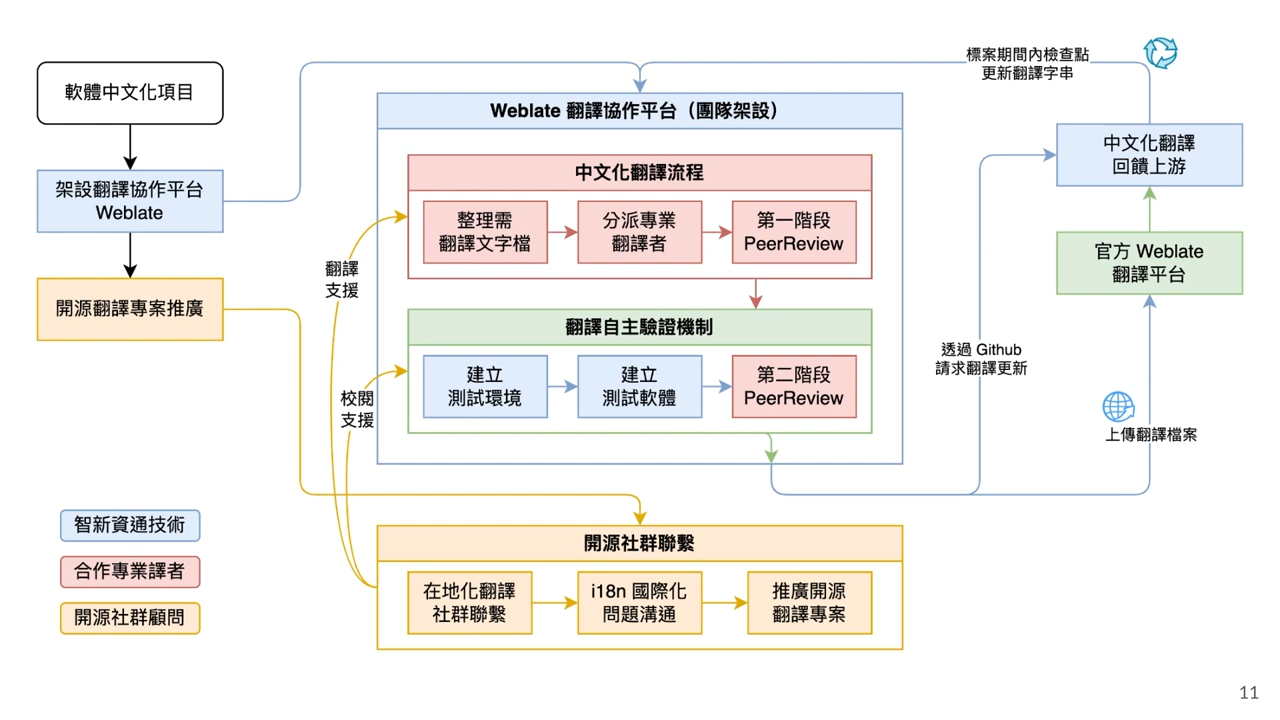 標案期間內檢查點
更新翻譯字串
軟體中文化項目
架設翻譯協作平台
Weblate
開源翻譯專案推廣
Weblate 翻譯協作平台（團隊架設）
中文化翻譯流程
整理需
翻譯文字檔
分派專業
翻譯者
第一階段
PeerReview
翻譯自主驗證機制
建立
測試環境
建立
測試軟體
第二階段
PeerReview
翻譯
支援
校閱
支援
中文化翻譯
回饋上游
官方 Weblate
翻譯平台
透過 Github
請求翻譯更新
上傳翻譯檔案
開源社群聯繫
在地化翻譯
社群聯繫
i18n 國際化
問題溝通
推廣開源
翻譯專案
智新資通技術
合作專業譯者
開源社群顧問
11